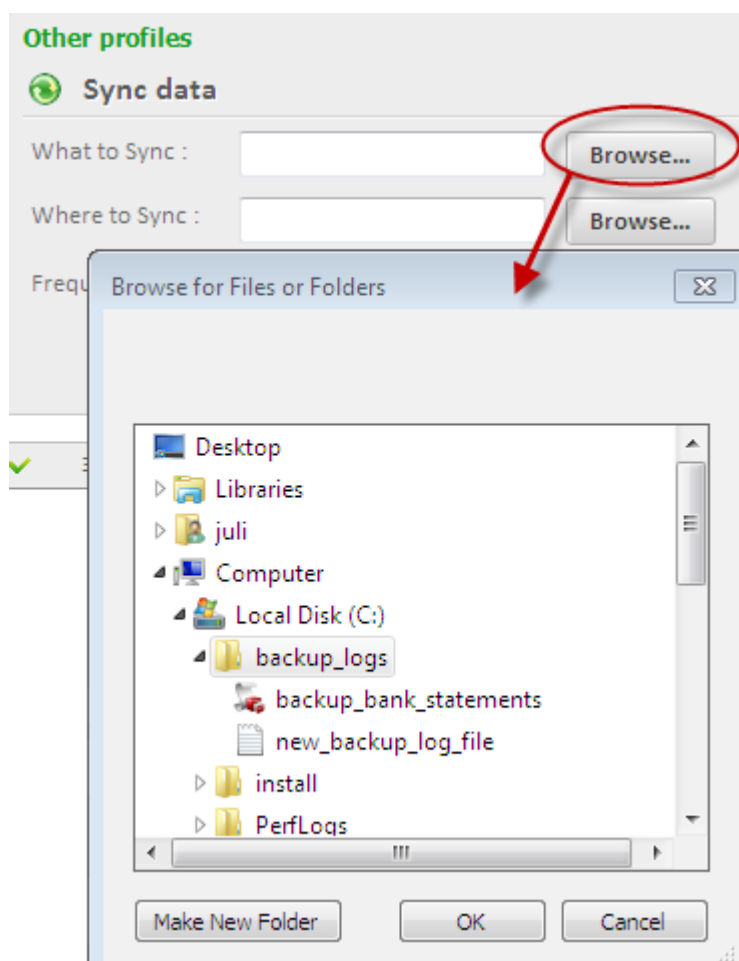 Other profiles
Sync data
What to Sync : Browse...
Where to Sync : Browse...
Frequ
Browse for Files or Folders
Desktop
Libraries
juli
Computer
Local Disk (C:)
backup_logs
backup_bank_statements
new_backup_log_file
install
PerfLogs
Make New Folder OK Cancel